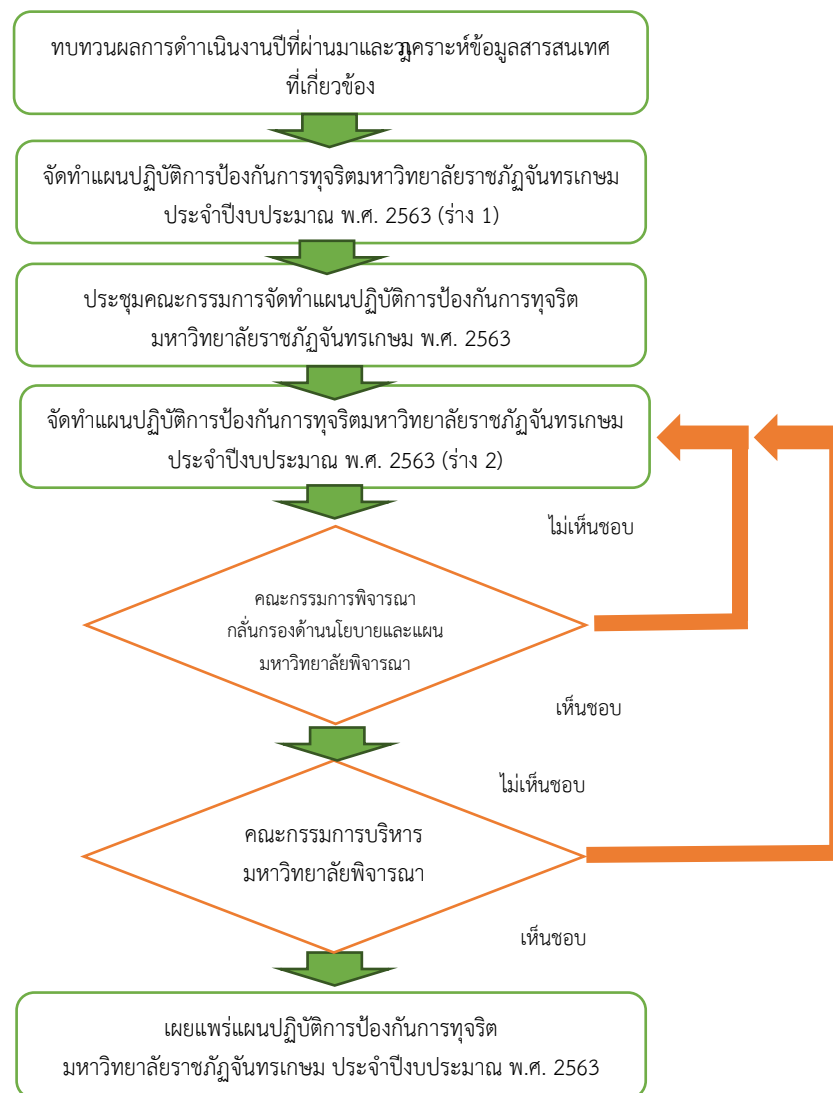 ทบทวนผลการดำาเนินงานปีที่ผ่านมาและวิเคราะห์ข้อมูลสารสนเทศ
ที่เกี่ยวข้อง
จัดทำแผนปฏิบัติการป้องกันการทุจริตมหาวิทยาลัยราชภัฏจันทรเกษม
ประจำปีงบประมาณ พ.ศ. 2563 (ร่าง 1)
ประชุมคณะกรรมการจัดทำแผนปฏิบัติการป้องกันการทุจริต
มหาวิทยาลัยราชภัฏจันทรเกษม พ.ศ. 2563
จัดทำแผนปฏิบัติการป้องกันการทุจริตมหาวิทยาลัยราชภัฏจันทรเกษม
ประจำปีงบประมาณ พ.ศ. 2563 (ร่าง 2)
ไม่เห็นชอบ
คณะกรรมการพิจารณา
กลั่นกรองด้านนโยบายและแผน
มหาวิทยาลัยพิจารณา
เห็นชอบ
ไม่เห็นชอบ
คณะกรรมการบริหาร
มหาวิทยาลัยพิจารณา
เห็นชอบ
เผยแพร่แผนปฏิบัติการป้องกันการทุจริต
มหาวิทยาลัยราชภัฏจันทรเกษม ประจำปีงบประมาณ พ.ศ. 2563